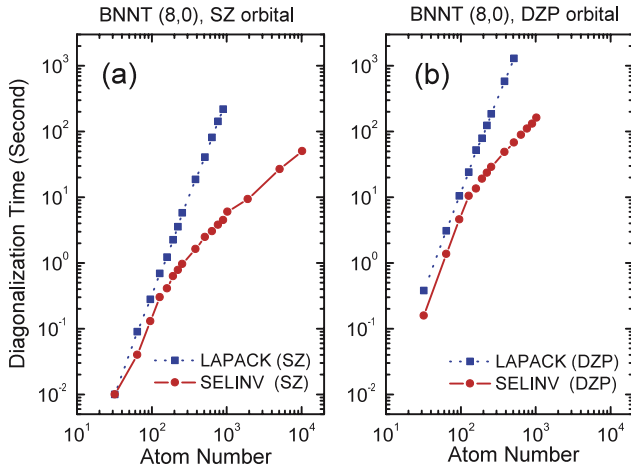 BNNT (8,0), SZ orbital
BNNT (8,0), DZP orbital
(a)
(b)
Diagonalization Time (Second)
10^3
10^2
10^1
10^0
10^-1
10^-2
LAPACK (SZ)
SELINV (SZ)
10^1 10^2 10^3 10^4
Atom Number
10^3
10^2
10^1
10^0
10^-1
10^-2
LAPACK (DZP)
SELINV (DZP)
10^1 10^2 10^3 10^4
Atom Number